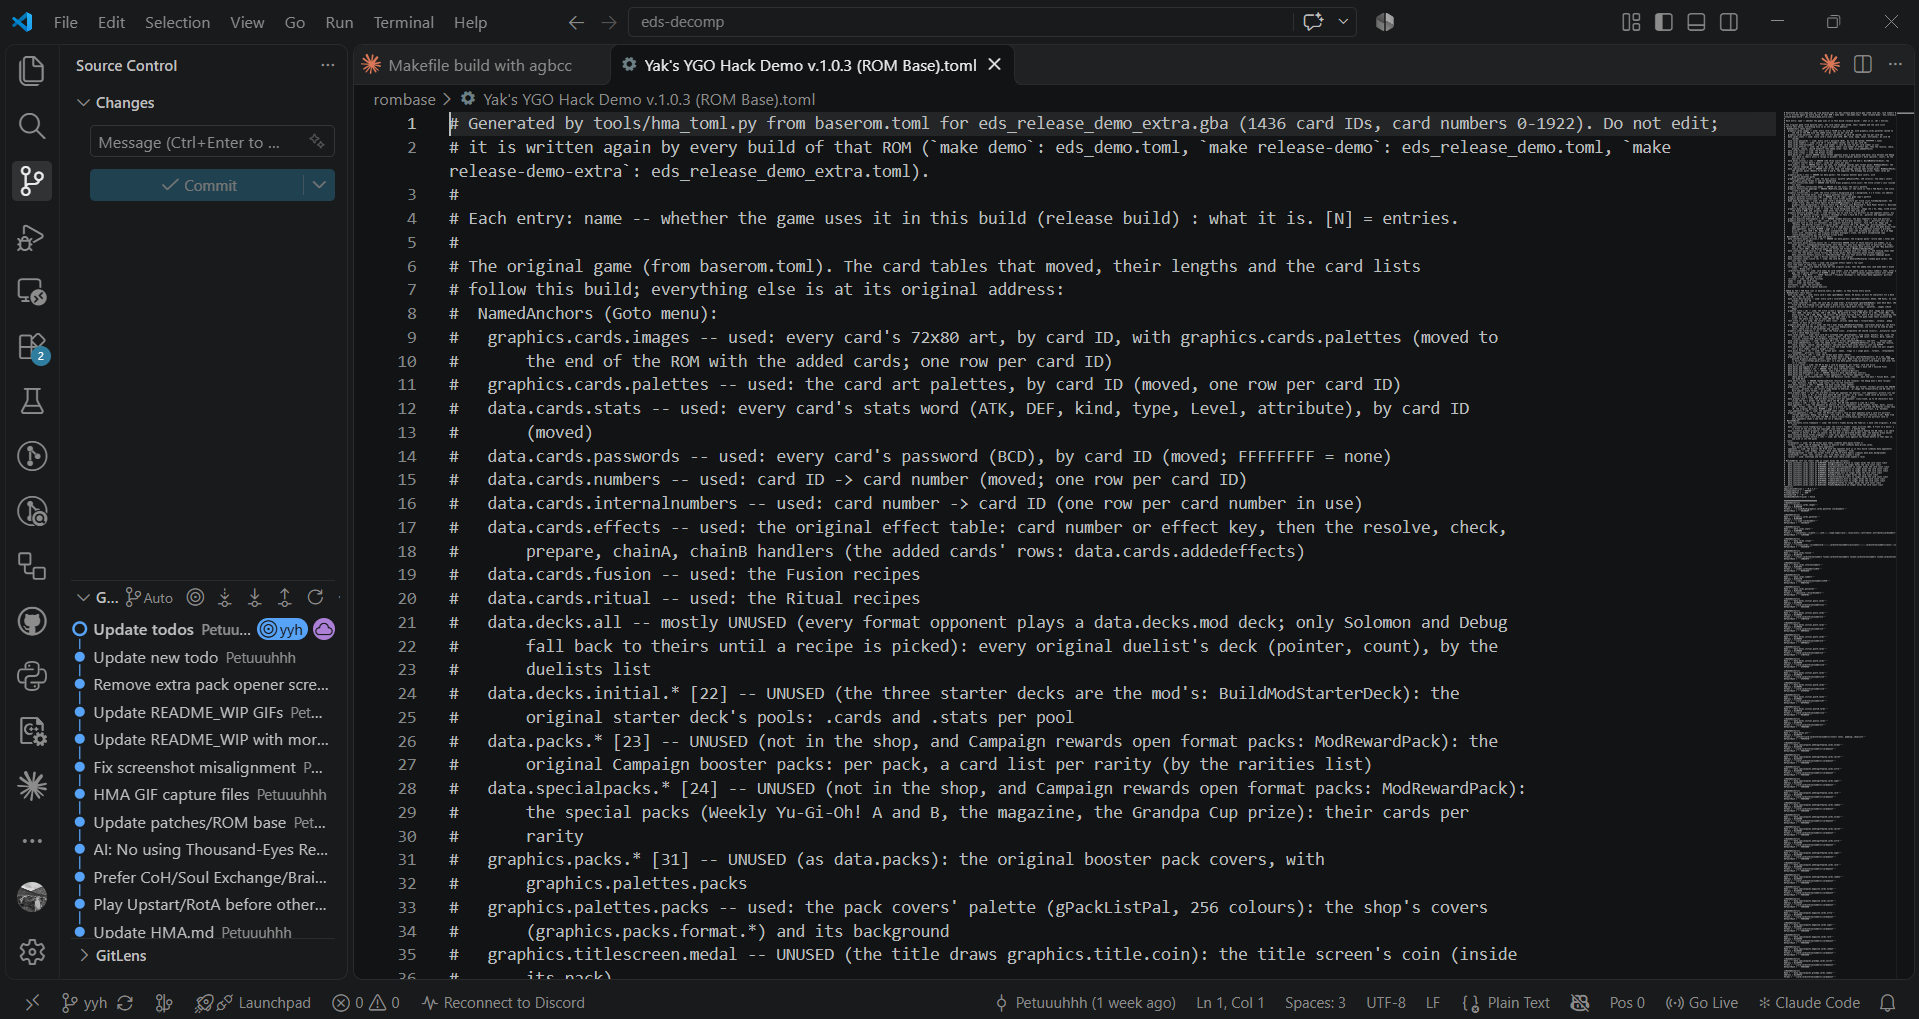 File Edit Selection View Go Run Terminal Help
eds-decomp
Source Control
Changes
Message (Ctrl+Enter to ...
Commit
2
G... Auto
Update todos Petuu... yyh
Update new todo Petuuuhhh
Remove extra pack opener scre...
Update README_WIP GIFs Pet...
Update README_WIP with mor...
Fix screenshot misalignment P...
HMA GIF capture files Petuuuhhh
Update patches/ROM base Pet...
AI: No using Thousand-Eyes Re...
Prefer CoH/Soul Exchange/Brai...
Play Upstart/RotA before other...
Update HMA.md Petuuuhhh
GitLens
Makefile build with agbcc
Yak's YGO Hack Demo v.1.0.3 (ROM Base).toml
rombase > Yak's YGO Hack Demo v.1.0.3 (ROM Base).toml
1 # Generated by tools/hma_toml.py from baserom.toml for eds_release_demo_extra.gba (1436 card IDs, card numbers 0-1922). Do not edit;
2 # it is written again by every build of that ROM (`make demo`: eds_demo.toml, `make release-demo`: eds_release_demo.toml, `make
release-demo-extra`: eds_release_demo_extra.toml).
3 #
4 # Each entry: name -- whether the game uses it in this build (release build) : what it is. [N] = entries.
5 #
6 # The original game (from baserom.toml). The card tables that moved, their lengths and the card lists
7 # follow this build; everything else is at its original address:
8 #  NamedAnchors (Goto menu):
9 #   graphics.cards.images -- used: every card's 72x80 art, by card ID, with graphics.cards.palettes (moved to
10 #       the end of the ROM with the added cards; one row per card ID)
11 #   graphics.cards.palettes -- used: the card art palettes, by card ID (moved, one row per card ID)
12 #   data.cards.stats -- used: every card's stats word (ATK, DEF, kind, type, Level, attribute), by card ID
13 #       (moved)
14 #   data.cards.passwords -- used: every card's password (BCD), by card ID (moved; FFFFFFFF = none)
15 #   data.cards.numbers -- used: card ID -> card number (moved; one row per card ID)
16 #   data.cards.internalnumbers -- used: card number -> card ID (one row per card number in use)
17 #   data.cards.effects -- used: the original effect table: card number or effect key, then the resolve, check,
18 #       prepare, chainA, chainB handlers (the added cards' rows: data.cards.addedeffects)
19 #   data.cards.fusion -- used: the Fusion recipes
20 #   data.cards.ritual -- used: the Ritual recipes
21 #   data.decks.all -- mostly UNUSED (every format opponent plays a data.decks.mod deck; only Solomon and Debug
22 #       fall back to theirs until a recipe is picked): every original duelist's deck (pointer, count), by the
23 #       duelists list
24 #   data.decks.initial.* [22] -- UNUSED (the three starter decks are the mod's: BuildModStarterDeck): the
25 #       original starter deck's pools: .cards and .stats per pool
26 #   data.packs.* [23] -- UNUSED (not in the shop, and Campaign rewards open format packs: ModRewardPack): the
27 #       original Campaign booster packs: per pack, a card list per rarity (by the rarities list)
28 #   data.specialpacks.* [24] -- UNUSED (not in the shop, and Campaign rewards open format packs: ModRewardPack):
29 #       the special packs (Weekly Yu-Gi-Oh! A and B, the magazine, the Grandpa Cup prize): their cards per
30 #       rarity
31 #   graphics.packs.* [31] -- UNUSED (as data.packs): the original booster pack covers, with
32 #       graphics.palettes.packs
33 #   graphics.palettes.packs -- used: the pack covers' palette (gPackListPal, 256 colours): the shop's covers
34 #       (graphics.packs.format.*) and its background
35 #   graphics.titlescreen.medal -- UNUSED (the title draws graphics.title.coin): the title screen's coin (inside
36 #       its pack)
yyh Launchpad 0 0 Reconnect to Discord Petuuuhhh (1 week ago) Ln 1, Col 1 Spaces: 3 UTF-8 LF Plain Text Pos 0 Go Live Claude Code